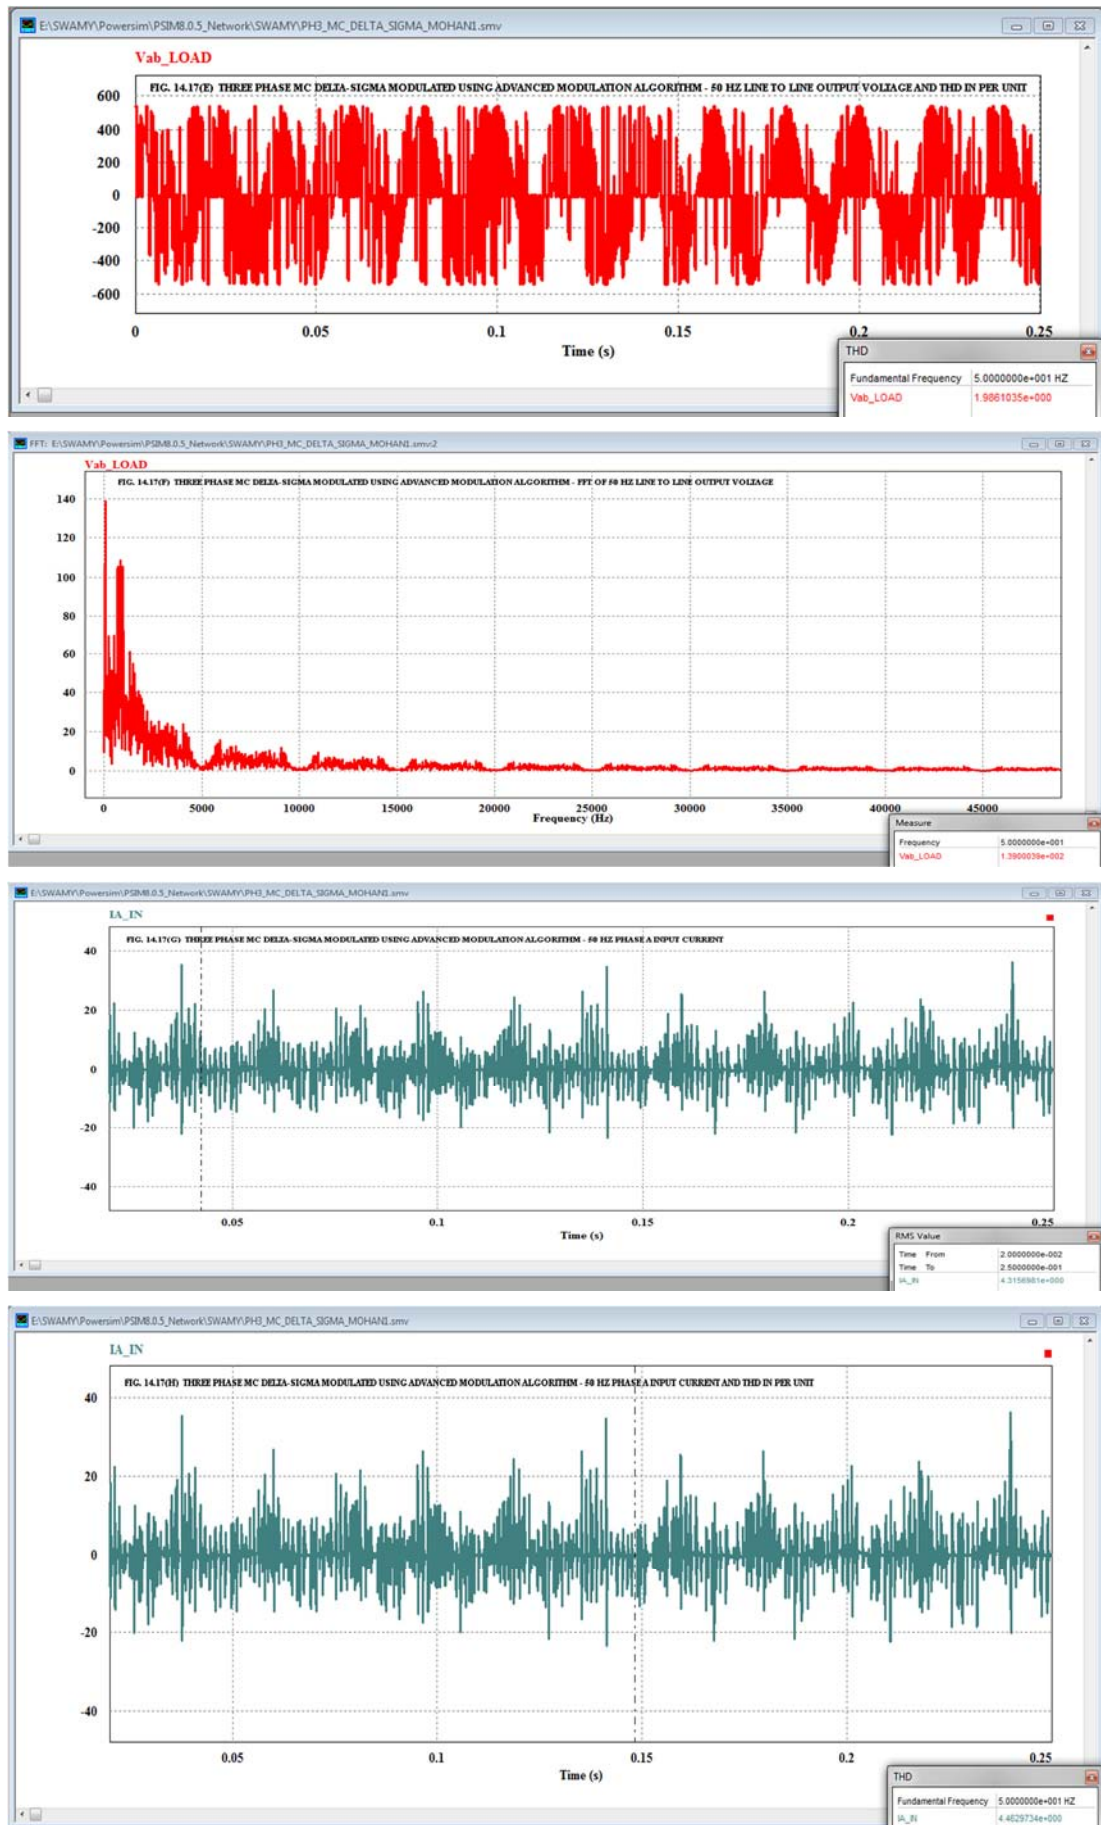 E:\SWAMY\Powersim\PSIM8.0.5_Network\SWAMY\PH3_MC_DELTA_SIGMA_MOHAN1.smv
Vab_LOAD
FIG. 14.17(E) THREE PHASE MC DELTA-SIGMA MODULATED USING ADVANCED MODULATION ALGORITHM - 50 HZ LINE TO LINE OUTPUT VOLTAGE AND THD IN PER UNIT
600
400
200
0
-200
-400
-600
0 0.05 0.1 0.15 0.2 0.25
Time (s)
THD
Fundamental Frequency 5.0000000e+001 HZ
Vab_LOAD 1.9861035e+000
FFT: E:\SWAMY\Powersim\PSIM8.0.5_Network\SWAMY\PH3_MC_DELTA_SIGMA_MOHAN1.smv:2
Vab_LOAD
FIG. 14.17(F) THREE PHASE MC DELTA-SIGMA MODULATED USING ADVANCED MODULATION ALGORITHM - FFT OF 50 HZ LINE TO LINE OUTPUT VOLTAGE
140
120
100
80
60
40
20
0
0 5000 10000 15000 20000 25000 30000 35000 40000 45000
Frequency (Hz)
Measure
Frequency 5.0000000e+001
Vab_LOAD 1.3900039e+002
E:\SWAMY\Powersim\PSIM8.0.5_Network\SWAMY\PH3_MC_DELTA_SIGMA_MOHAN1.smv
IA_IN
FIG. 14.17(G) THREE PHASE MC DELTA-SIGMA MODULATED USING ADVANCED MODULATION ALGORITHM - 50 HZ PHASE A INPUT CURRENT
40
20
0
-20
-40
0.05 0.1 0.15 0.2 0.25
Time (s)
RMS Value
Time From 2.0000000e-002
Time To 2.5000000e-001
IA_IN 4.3156981e+000
E:\SWAMY\Powersim\PSIM8.0.5_Network\SWAMY\PH3_MC_DELTA_SIGMA_MOHAN1.smv
IA_IN
FIG. 14.17(H) THREE PHASE MC DELTA-SIGMA MODULATED USING ADVANCED MODULATION ALGORITHM - 50 HZ PHASE A INPUT CURRENT AND THD IN PER UNIT
40
20
0
-20
-40
0.05 0.1 0.15 0.2 0.25
Time (s)
THD
Fundamental Frequency 5.0000000e+001 HZ
IA_IN 4.4629734e+000